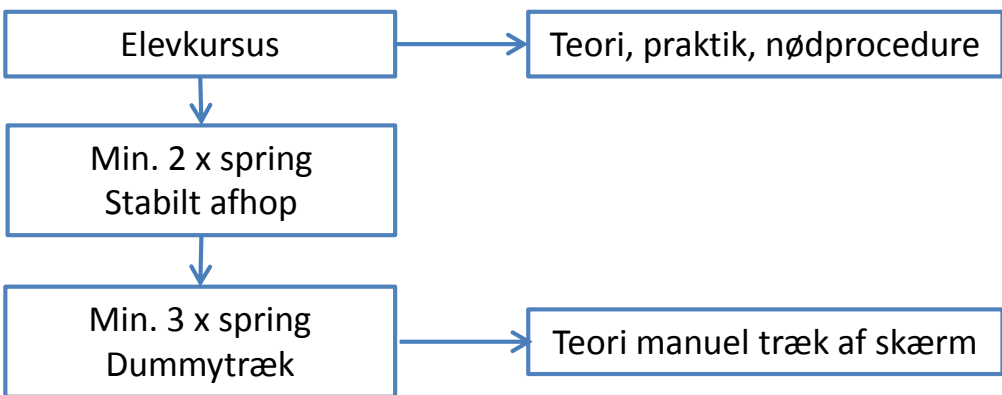 Elevkursus
Teori, praktik, nødprocedure
Min. 2 x spring
Stabilt afhop
Min. 3 x spring
Dummytræk
Teori manuel træk af skærm